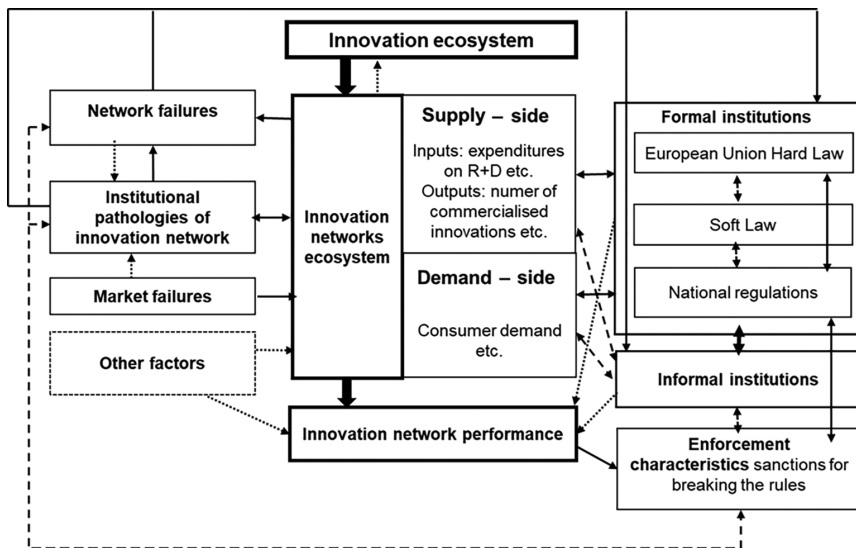 Innovation ecosystem
Network failures
Institutional
pathologies of
innovation network
Market failures
Other factors
Innovation
networks
ecosystem
Supply – side
Inputs: expenditures
on R+D etc.
Outputs: numer of
commercialised
innovations etc.
Demand – side
Consumer demand
etc.
Innovation network performance
Formal institutions
European Union Hard Law
Soft Law
National regulations
Informal institutions
Enforcement
characteristics sanctions for
breaking the rules